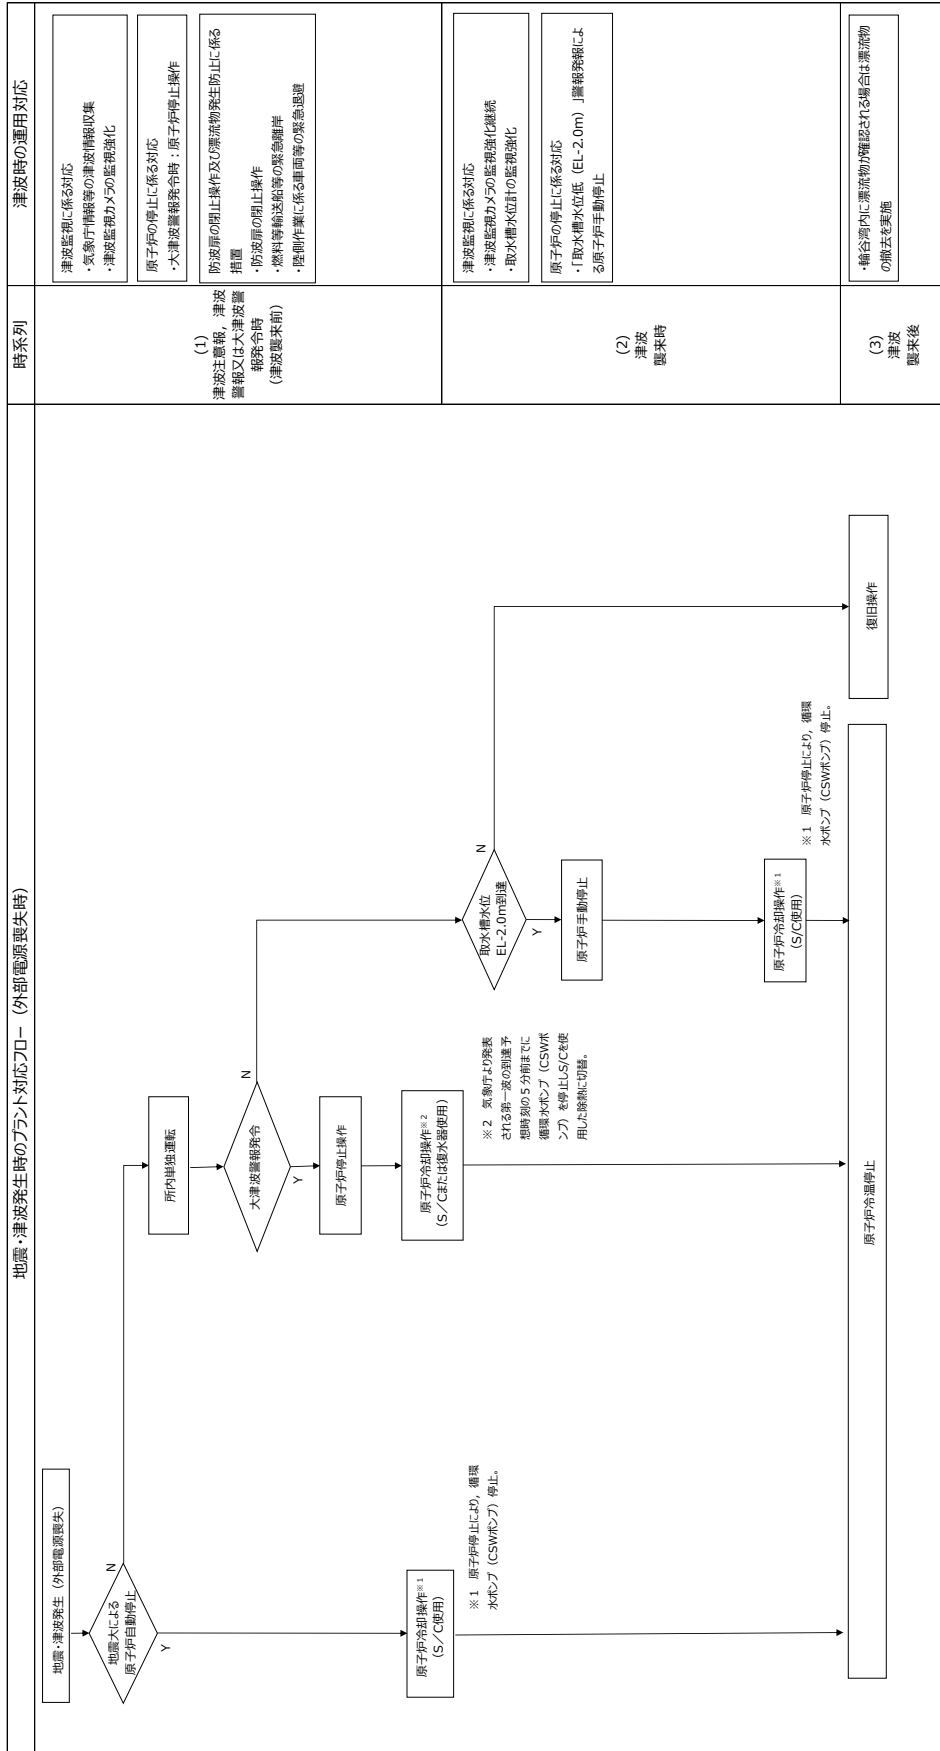 地震・津波発生時のプラント対応フロー（外部電源喪失時）
時系列
津波時の運用対応
地震・津波発生（外部電源喪失）
地震大による
原子炉自動停止
N
Y
所内単独運転
大津波警報発令
N
Y
原子炉停止操作
原子炉冷却操作※1
（S／C使用）
※１　原子炉停止により，循環
水ポンプ（CSWポンプ）停止。
原子炉冷却操作※2
（S／Cまたは復水器使用）
※２　気象庁より発表
される第一波の到達予
想時刻の５分前までに
循環水ポンプ（CSWポ
ンプ）を停止しS/Cを使
用した除熱に切替。
取水槽水位
EL-2.0m到達
N
Y
原子炉手動停止
原子炉冷却操作※1
（S/C使用）
※１　原子炉停止により，循環
水ポンプ（CSWポンプ）停止。
原子炉冷温停止
復旧操作
(1)
津波注意報，津波
警報又は大津波警
報発令時
（津波襲来前）
津波監視に係る対応
・気象庁情報等の津波情報収集
・津波監視カメラの監視強化
原子炉の停止に係る対応
・大津波警報発令時：原子炉停止操作
防波扉の閉止操作及び漂流物発生防止に係る
措置
・防波扉の閉止操作
・燃料等輸送船等の緊急離岸
・陸側作業に係る車両等の緊急退避
(2)
津波
襲来時
津波監視に係る対応
・津波監視カメラの監視強化継続
・取水槽水位計の監視強化
原子炉の停止に係る対応
・「取水槽水位低（EL-2.0m）」警報発報によ
る原子炉手動停止
(3)
津波
襲来後
・輪谷湾内に漂流物が確認される場合は漂流物
の撤去を実施